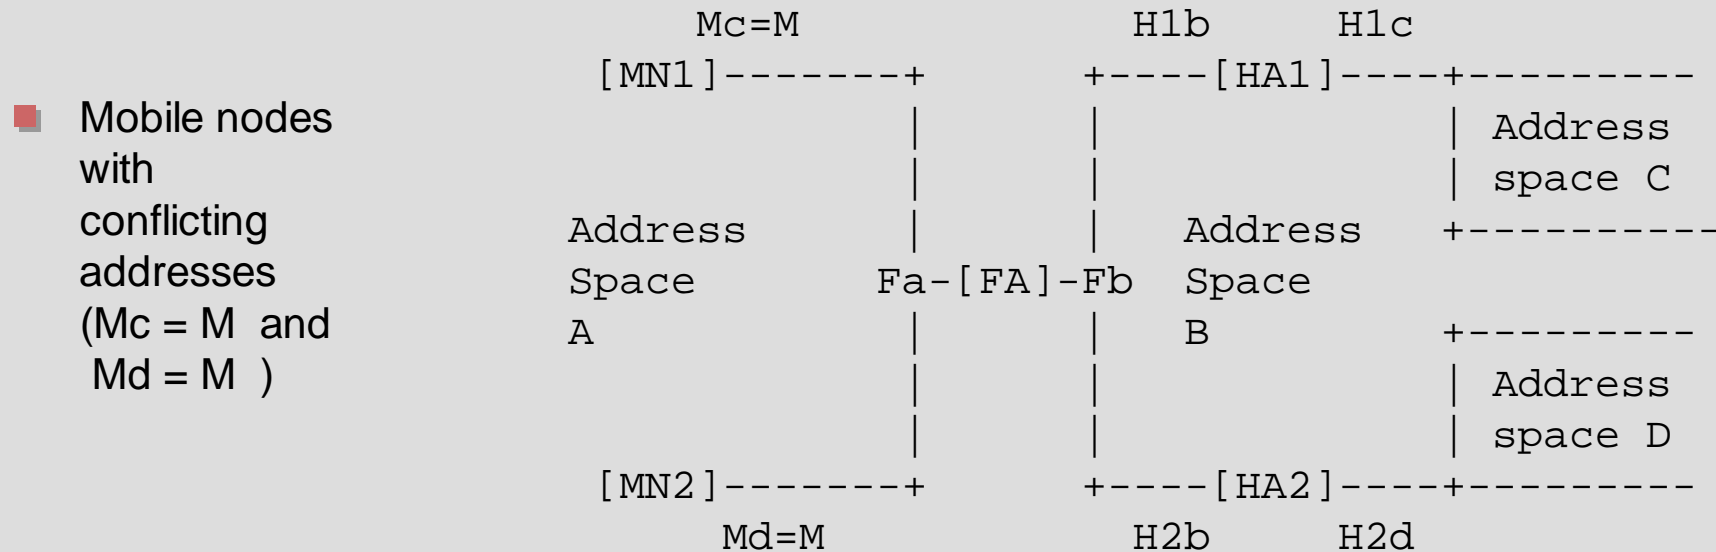 Mobile nodes
with
conflicting
addresses
(Mc = M  and
Md = M  )
         Mc=M                       H1b        H1c
  [MN1]-------+           +----[HA1]----+---------
                       |            |                        | Address
                       |            |                        | space C
Address            |            |      Address      +----------
Space          Fa-[FA]-Fb   Space
A                     |            |      B                +---------
                       |            |                        | Address
                       |            |                        | space D
  [MN2]-------+           +----[HA2]----+---------
          Md=M                      H2b        H2d